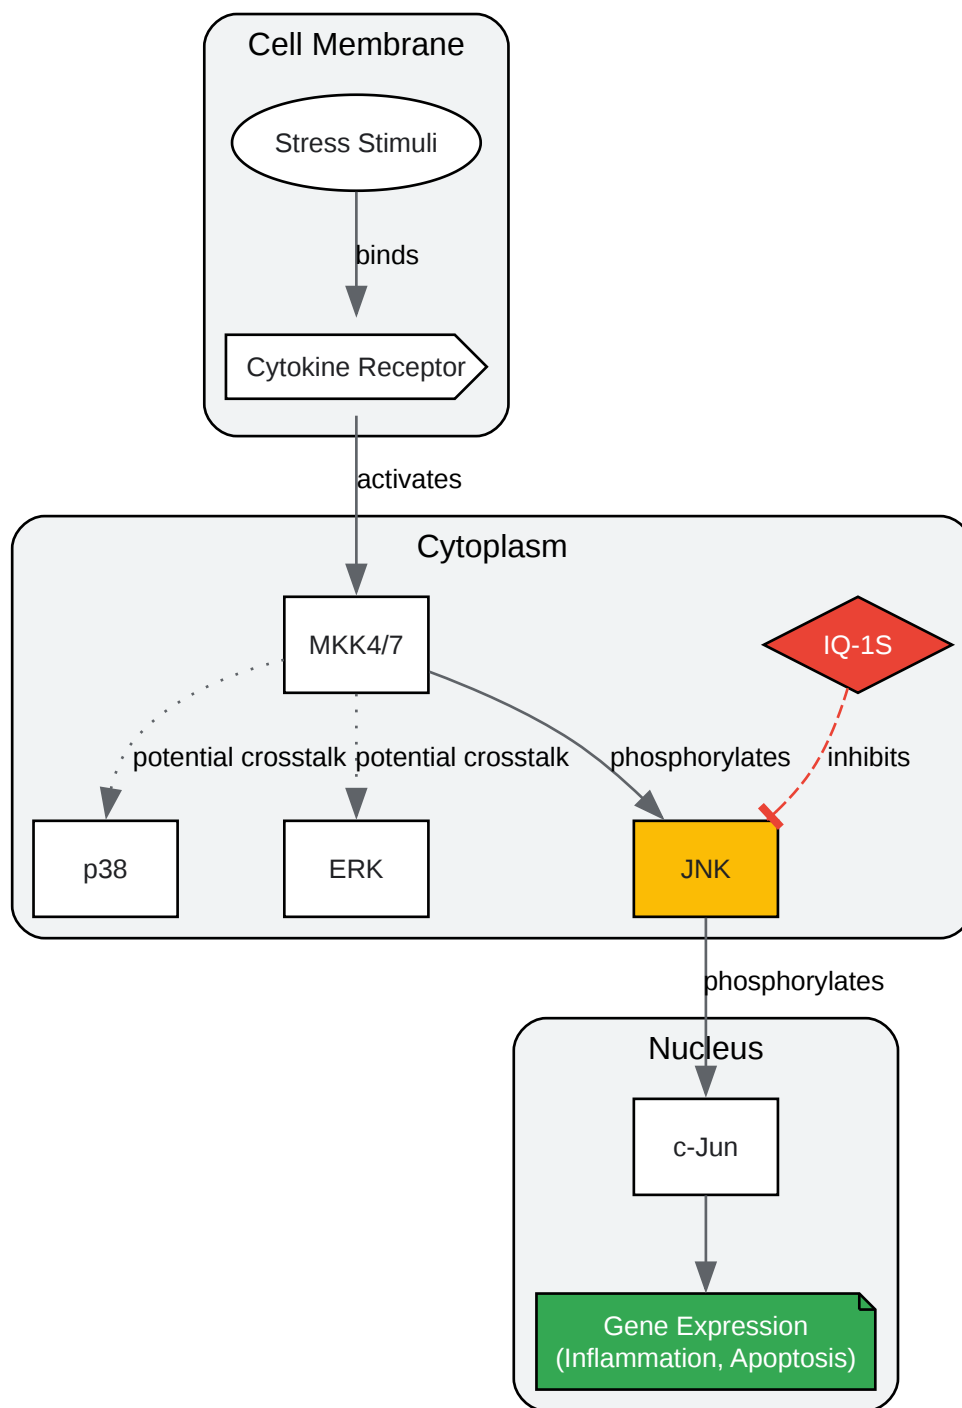 Cell Membrane
Stress Stimuli
binds
Cytokine Receptor
activates
Cytoplasm
MKK4/7
IQ-1S
potential crosstalk
potential crosstalk
phosphorylates
inhibits
p38
ERK
JNK
phosphorylates
Nucleus
c-Jun
Gene Expression
(Inflammation, Apoptosis)